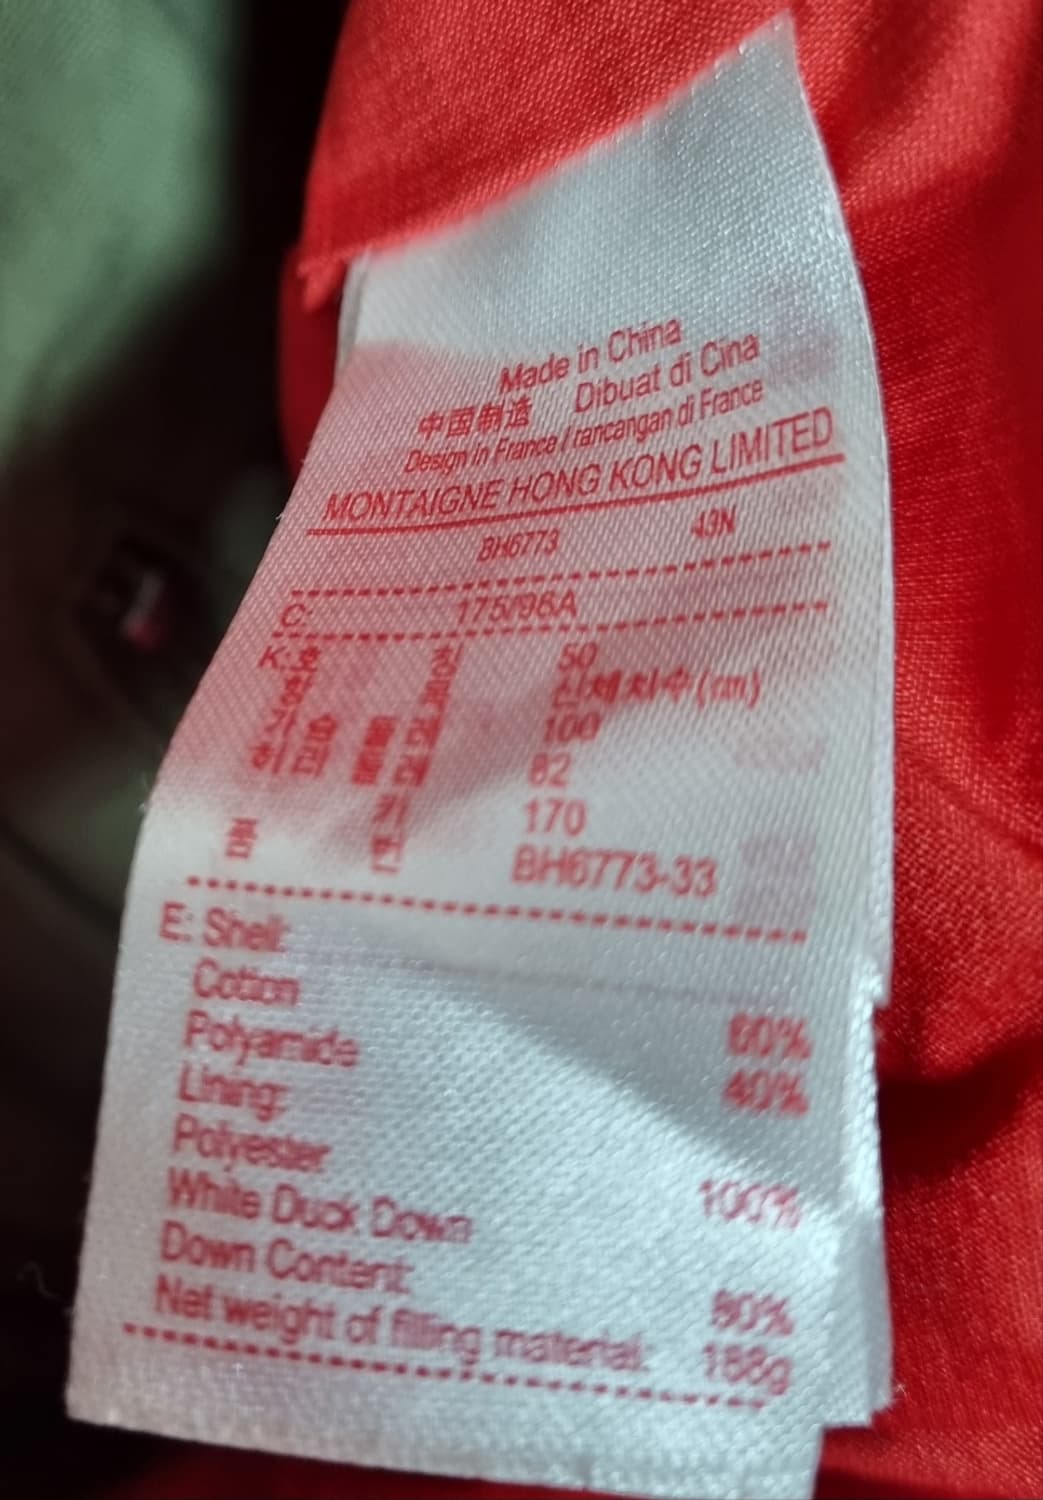 Made in China
中国制造 Dibuat di Cina
Design in France / rancangan di France
MONTAIGNE HONG KONG LIMITED
BH6773 43N
C: 175/96A
K: 50
신체치수(cm)
100
82
170
BH6773-33
E: Shell:
Cotton 60%
Polyamide 40%
Lining:
Polyester 100%
White Duck Down
Down Content: 80%
Net weight of filling material: 188g